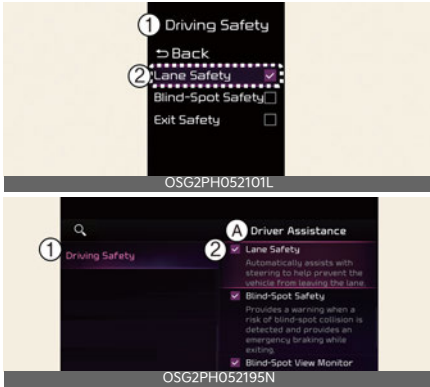 1 Driving Safety
⮌ Back
2 Lane Safety
Blind-Spot Safety
Exit Safety
OSG2PH052101L
A Driver Assistance
1 Driving Safety
2 Lane Safety
Automatically assists with
steering to help prevent the
vehicle from leaving the lane.
Blind-Spot Safety
Provides a warning when a
risk of blind-spot collision is
detected and provides an
emergency braking while
exiting.
Blind-Spot View Monitor
OSG2PH052195N